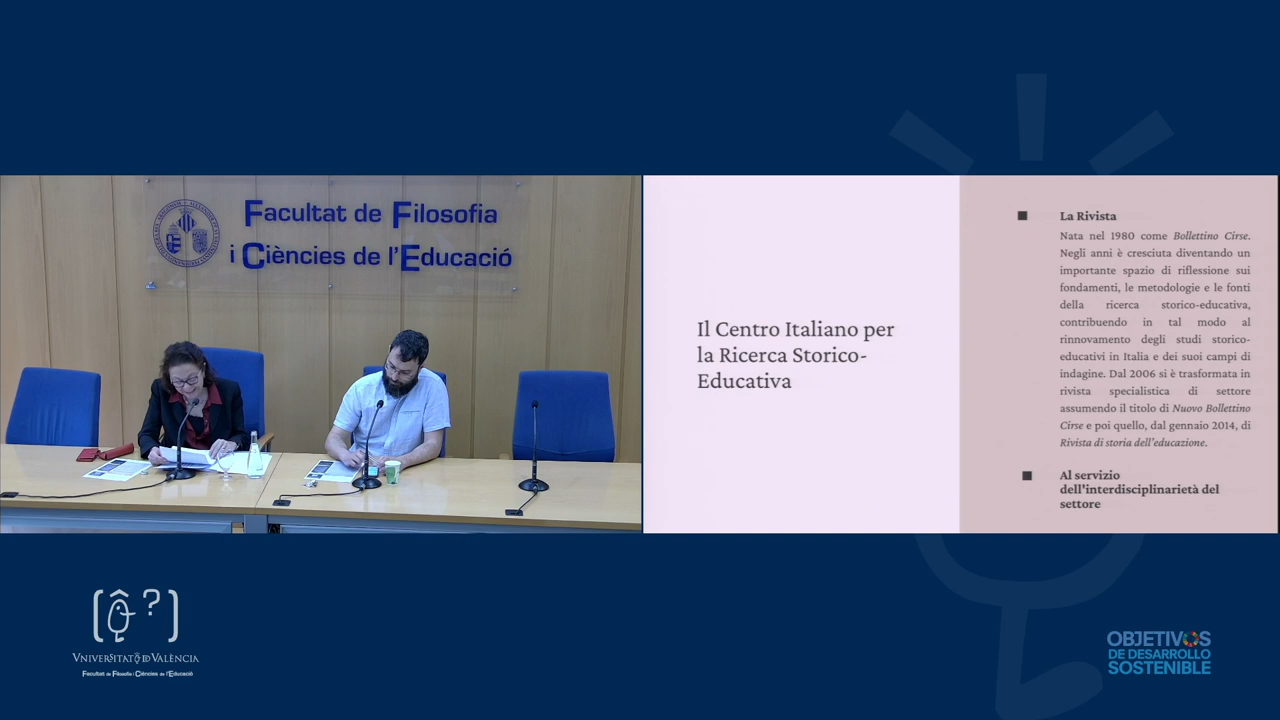 Facultat de Filosofia
i Ciències de l'Educació
Il Centro Italiano per
la Ricerca Storico-
Educativa
■ La Rivista
Nata nel 1980 come Bollettino Cirse.
Negli anni è cresciuta diventando un
importante spazio di riflessione sui
fondamenti, le metodologie e le fonti
della ricerca storico-educativa,
contribuendo in tal modo al
rinnovamento degli studi storico-
educativi in Italia e dei suoi campi di
indagine. Dal 2006 si è trasformata in
rivista specialistica di settore
assumendo il titolo di Nuovo Bollettino
Cirse e poi quello, dal gennaio 2014, di
Rivista di storia dell'educazione.
■ Al servizio
dell'interdisciplinarietà del
settore
[ô?]
VNIVERSITATQ̃DVALÈNCIA
Facultat de Filosofia i Ciències de l'Educació
OBJETIVOS
DE DESARROLLO
SOSTENIBLE